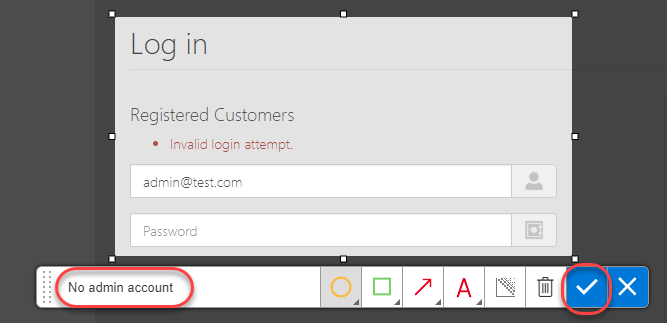 Log in
Registered Customers
Invalid login attempt.
admin@test.com
Password
No admin account
A